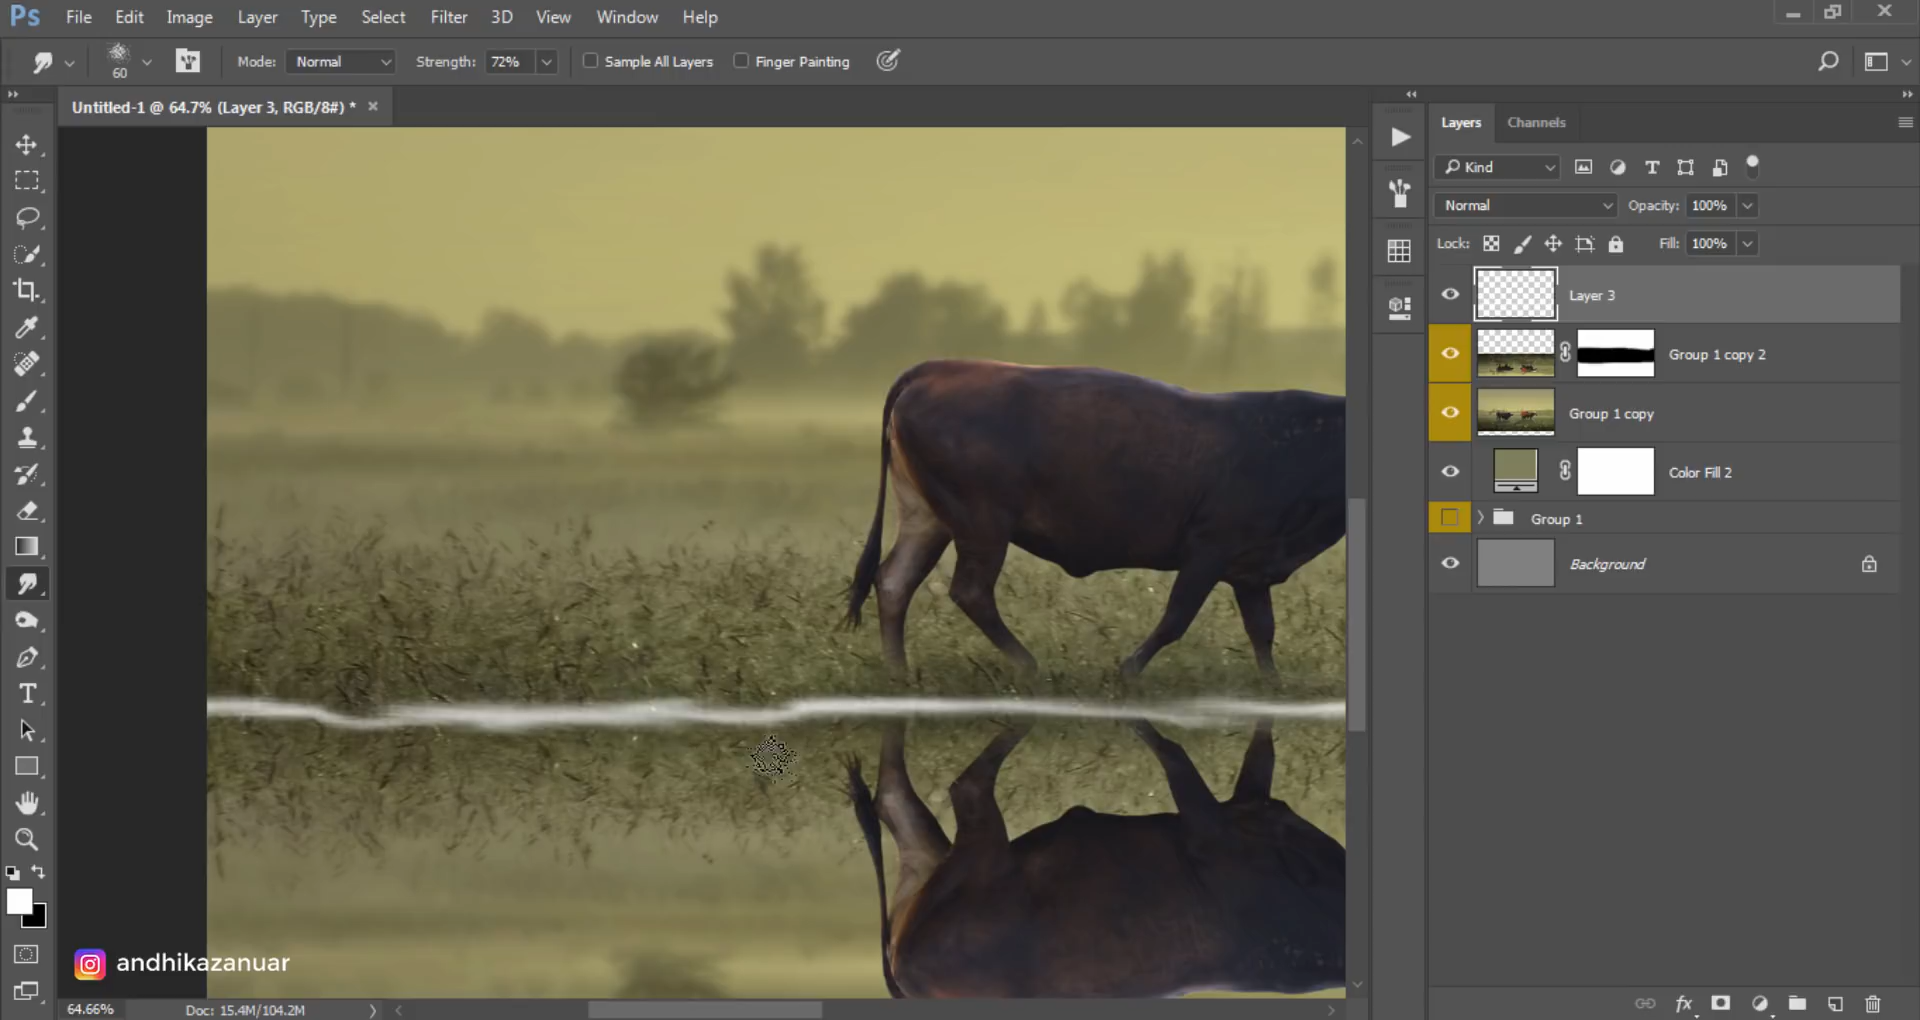 Ps File Edit Image Layer Type Select Filter 3D View Window Help
60 Mode: Normal Strength: 72% Sample All Layers Finger Painting
Untitled-1 @ 64.7% (Layer 3, RGB/8#) *
Layers Channels
Kind
Normal Opacity: 100%
Lock: Fill: 100%
Layer 3
Group 1 copy 2
Group 1 copy
Color Fill 2
Group 1
Background
andhikazanuar
64.66% Doc: 15.4M/104.2M
fx